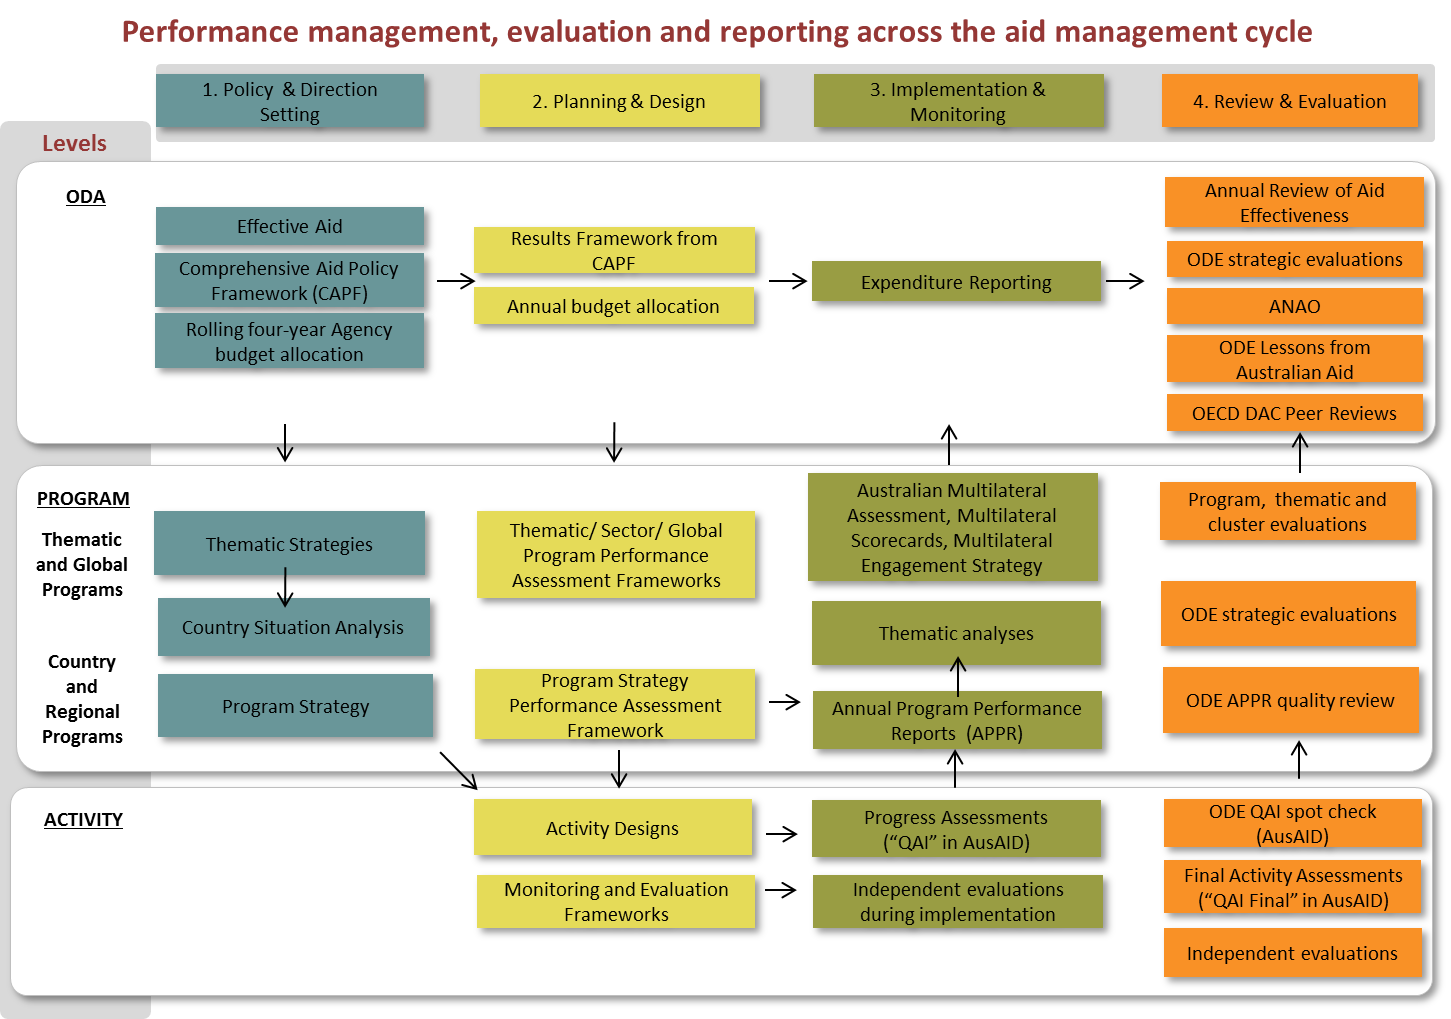 Performance management, evaluation and reporting across the aid management cycle
1. Policy & Direction
Setting
2. Planning & Design
3. Implementation &
Monitoring
4. Review & Evaluation
Levels
ODA
Effective Aid
Comprehensive Aid Policy
Framework (CAPF)
Rolling four-year Agency
budget allocation
Results Framework from
CAPF
Annual budget allocation
Expenditure Reporting
Annual Review of Aid
Effectiveness
ODE strategic evaluations
ANAO
ODE Lessons from
Australian Aid
OECD DAC Peer Reviews
PROGRAM
Thematic
and Global
Programs
Country
and
Regional
Programs
Thematic Strategies
Country Situation Analysis
Program Strategy
Thematic/ Sector/ Global
Program Performance
Assessment Frameworks
Program Strategy
Performance Assessment
Framework
Australian Multilateral
Assessment, Multilateral
Scorecards, Multilateral
Engagement Strategy
Thematic analyses
Annual Program Performance
Reports (APPR)
Program, thematic and
cluster evaluations
ODE strategic evaluations
ODE APPR quality review
ACTIVITY
Activity Designs
Monitoring and Evaluation
Frameworks
Progress Assessments
(“QAI” in AusAID)
Independent evaluations
during implementation
ODE QAI spot check
(AusAID)
Final Activity Assessments
(“QAI Final” in AusAID)
Independent evaluations